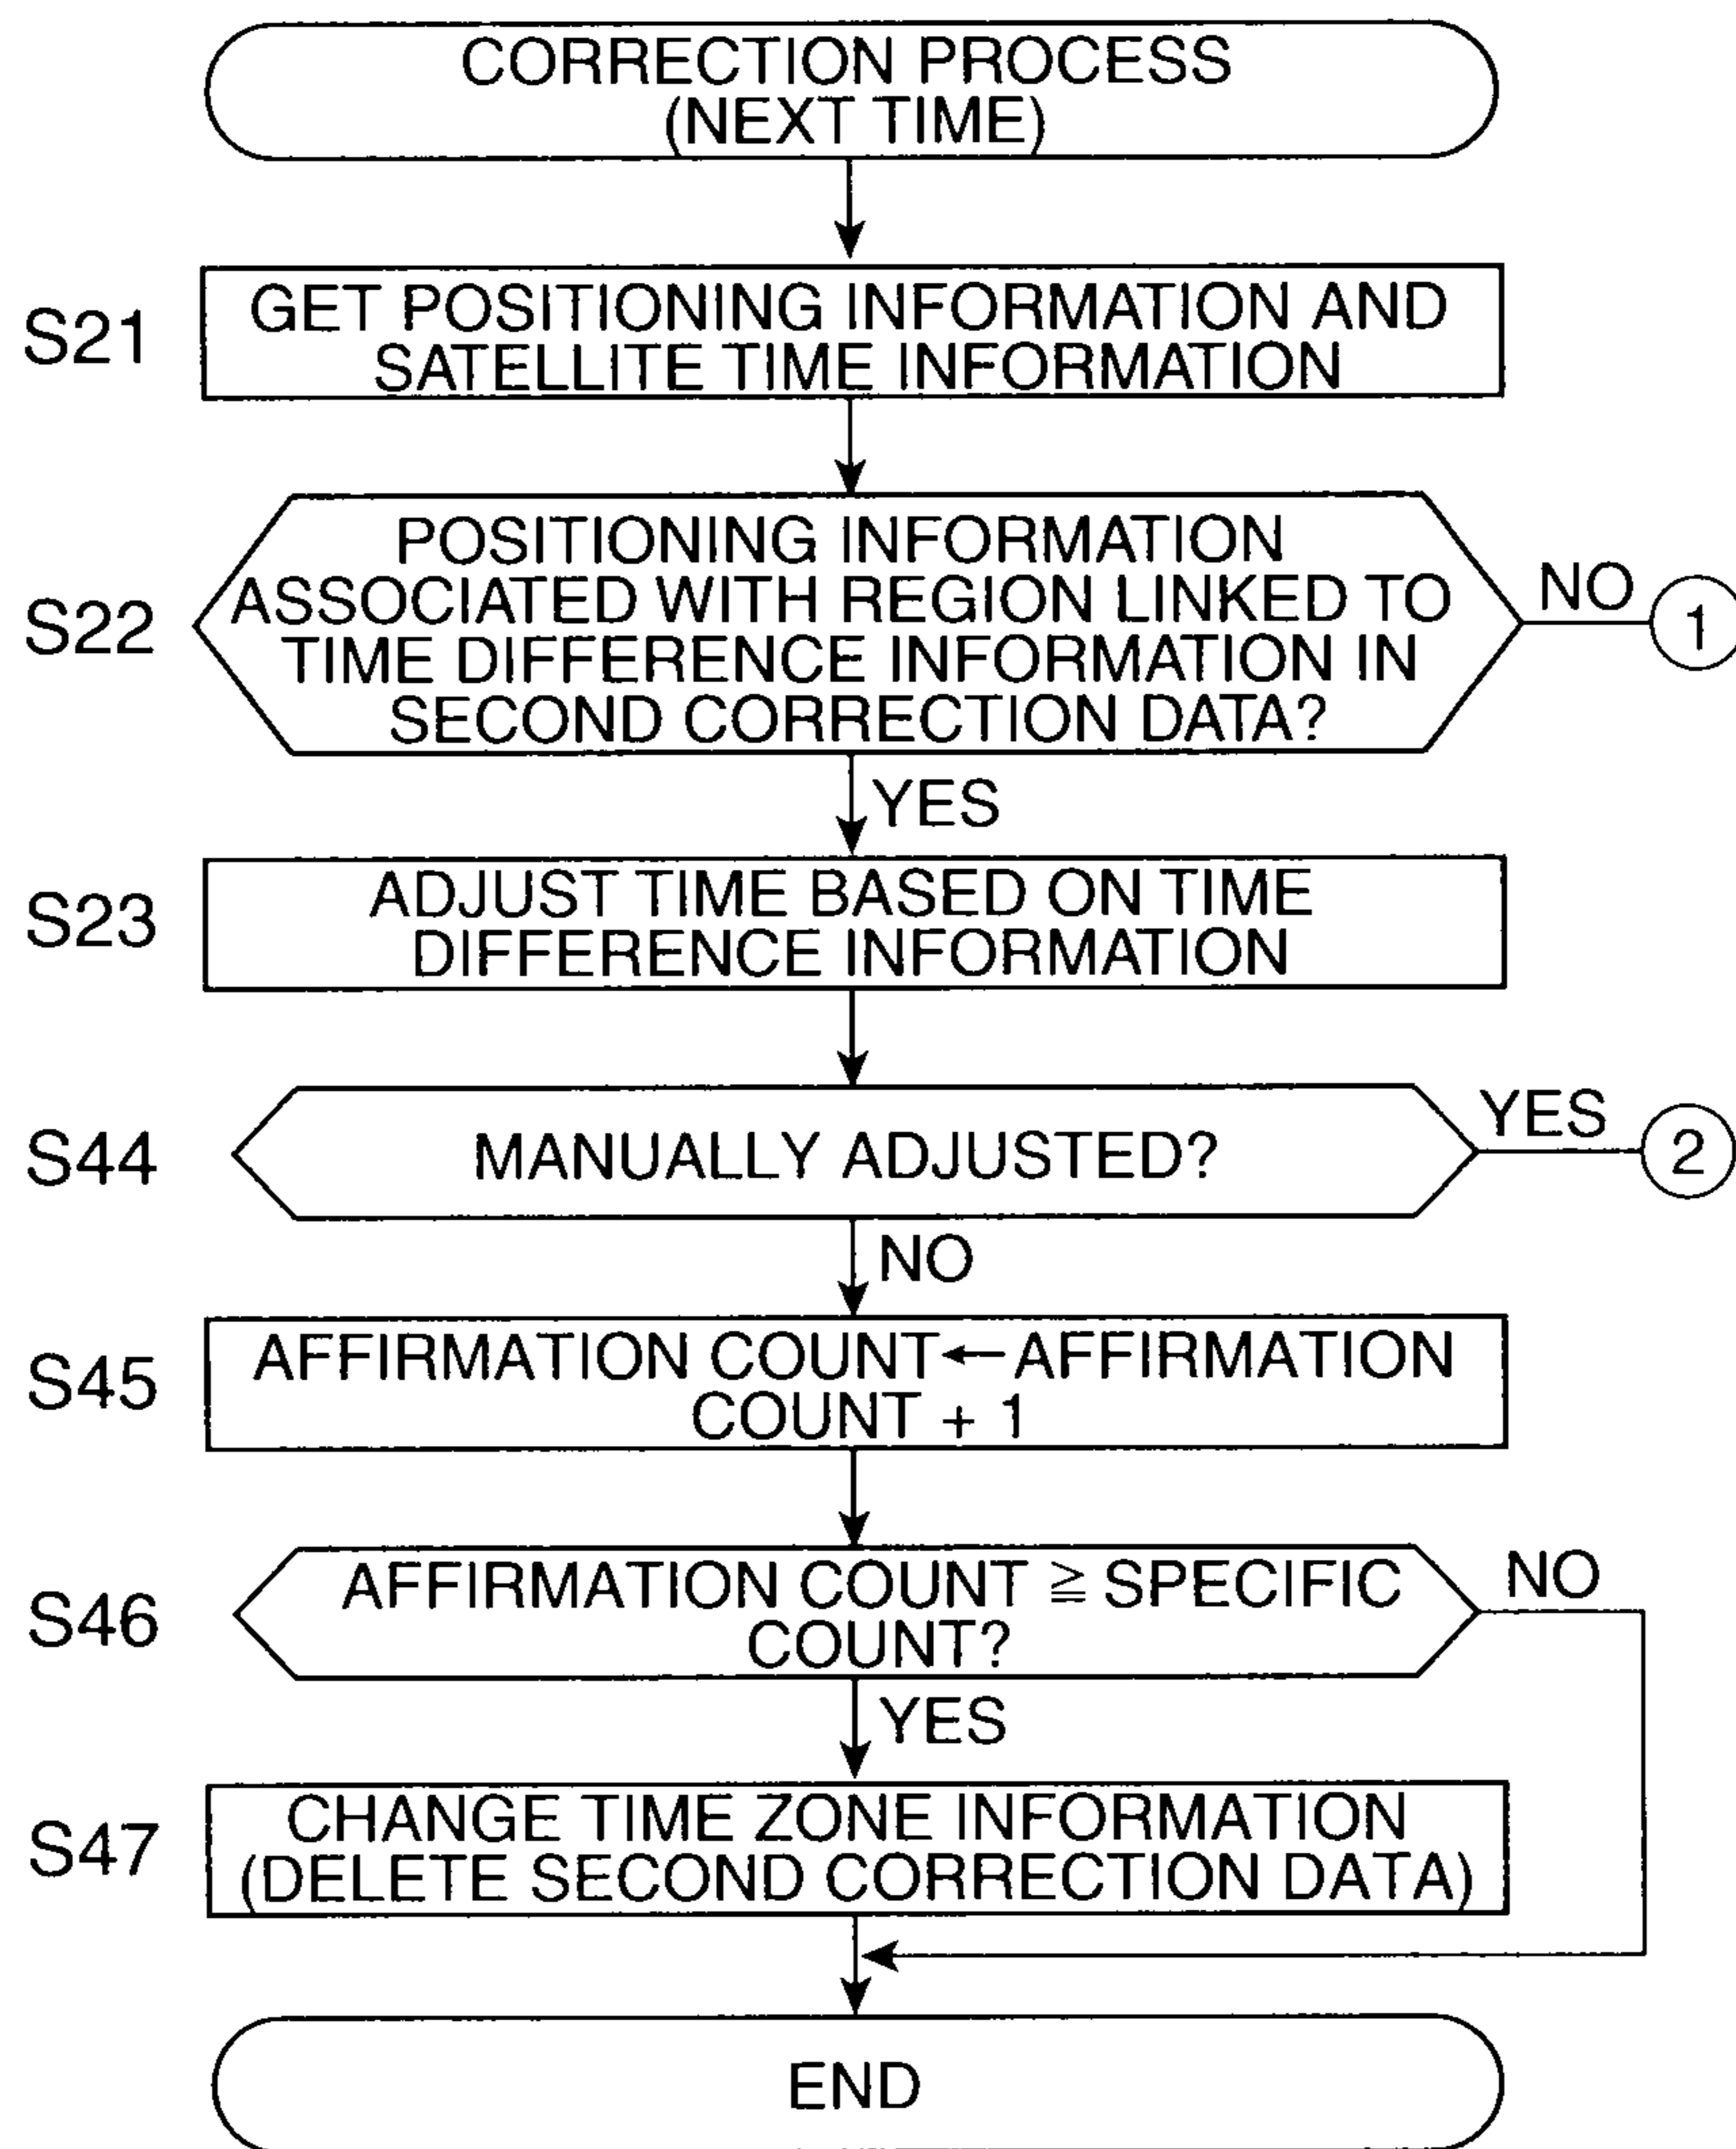 CORRECTION PROCESS
(NEXT TIME)
S21
GET POSITIONING INFORMATION AND
SATELLITE TIME INFORMATION
S22
POSITIONING INFORMATION
ASSOCIATED WITH REGION LINKED TO
TIME DIFFERENCE INFORMATION IN
SECOND CORRECTION DATA?
NO
1
YES
S23
ADJUST TIME BASED ON TIME
DIFFERENCE INFORMATION
S44
MANUALLY ADJUSTED?
YES
2
NO
S45
AFFIRMATION COUNT←AFFIRMATION
COUNT + 1
S46
AFFIRMATION COUNT ≧ SPECIFIC
COUNT?
NO
YES
S47
CHANGE TIME ZONE INFORMATION
(DELETE SECOND CORRECTION DATA)
END